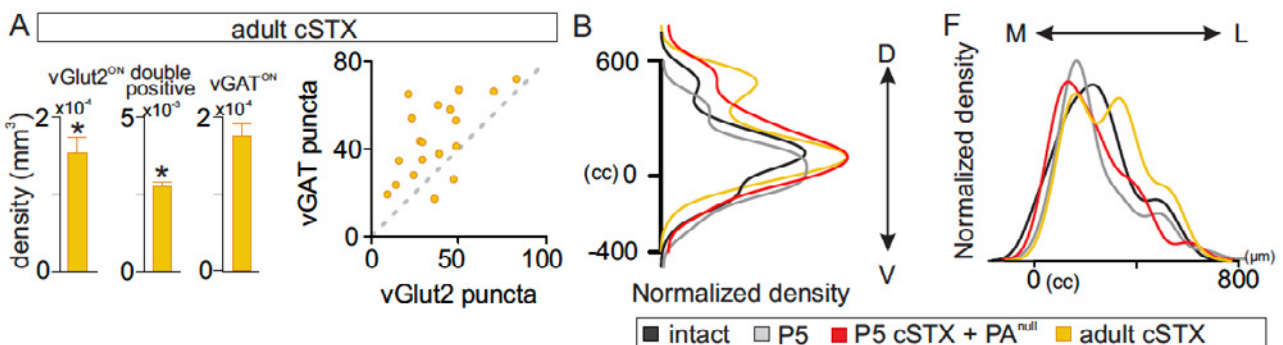 A
adult cSTX
vGlut2ᴼᴺ double positive vGATᴼᴺ
2 x10⁻⁴ 5 x10⁻³ 2 x10⁻⁴
density (mm³)
*
*
0 0 0
80
40
0
vGAT puncta
0 50 100
vGlut2 puncta
B
600
(cc) 0
-400
Normalized density
D
V
F
M L
Normalized density
0 (cc) 800 (µm)
intact P5 P5 cSTX + PAⁿᵘˡˡ adult cSTX